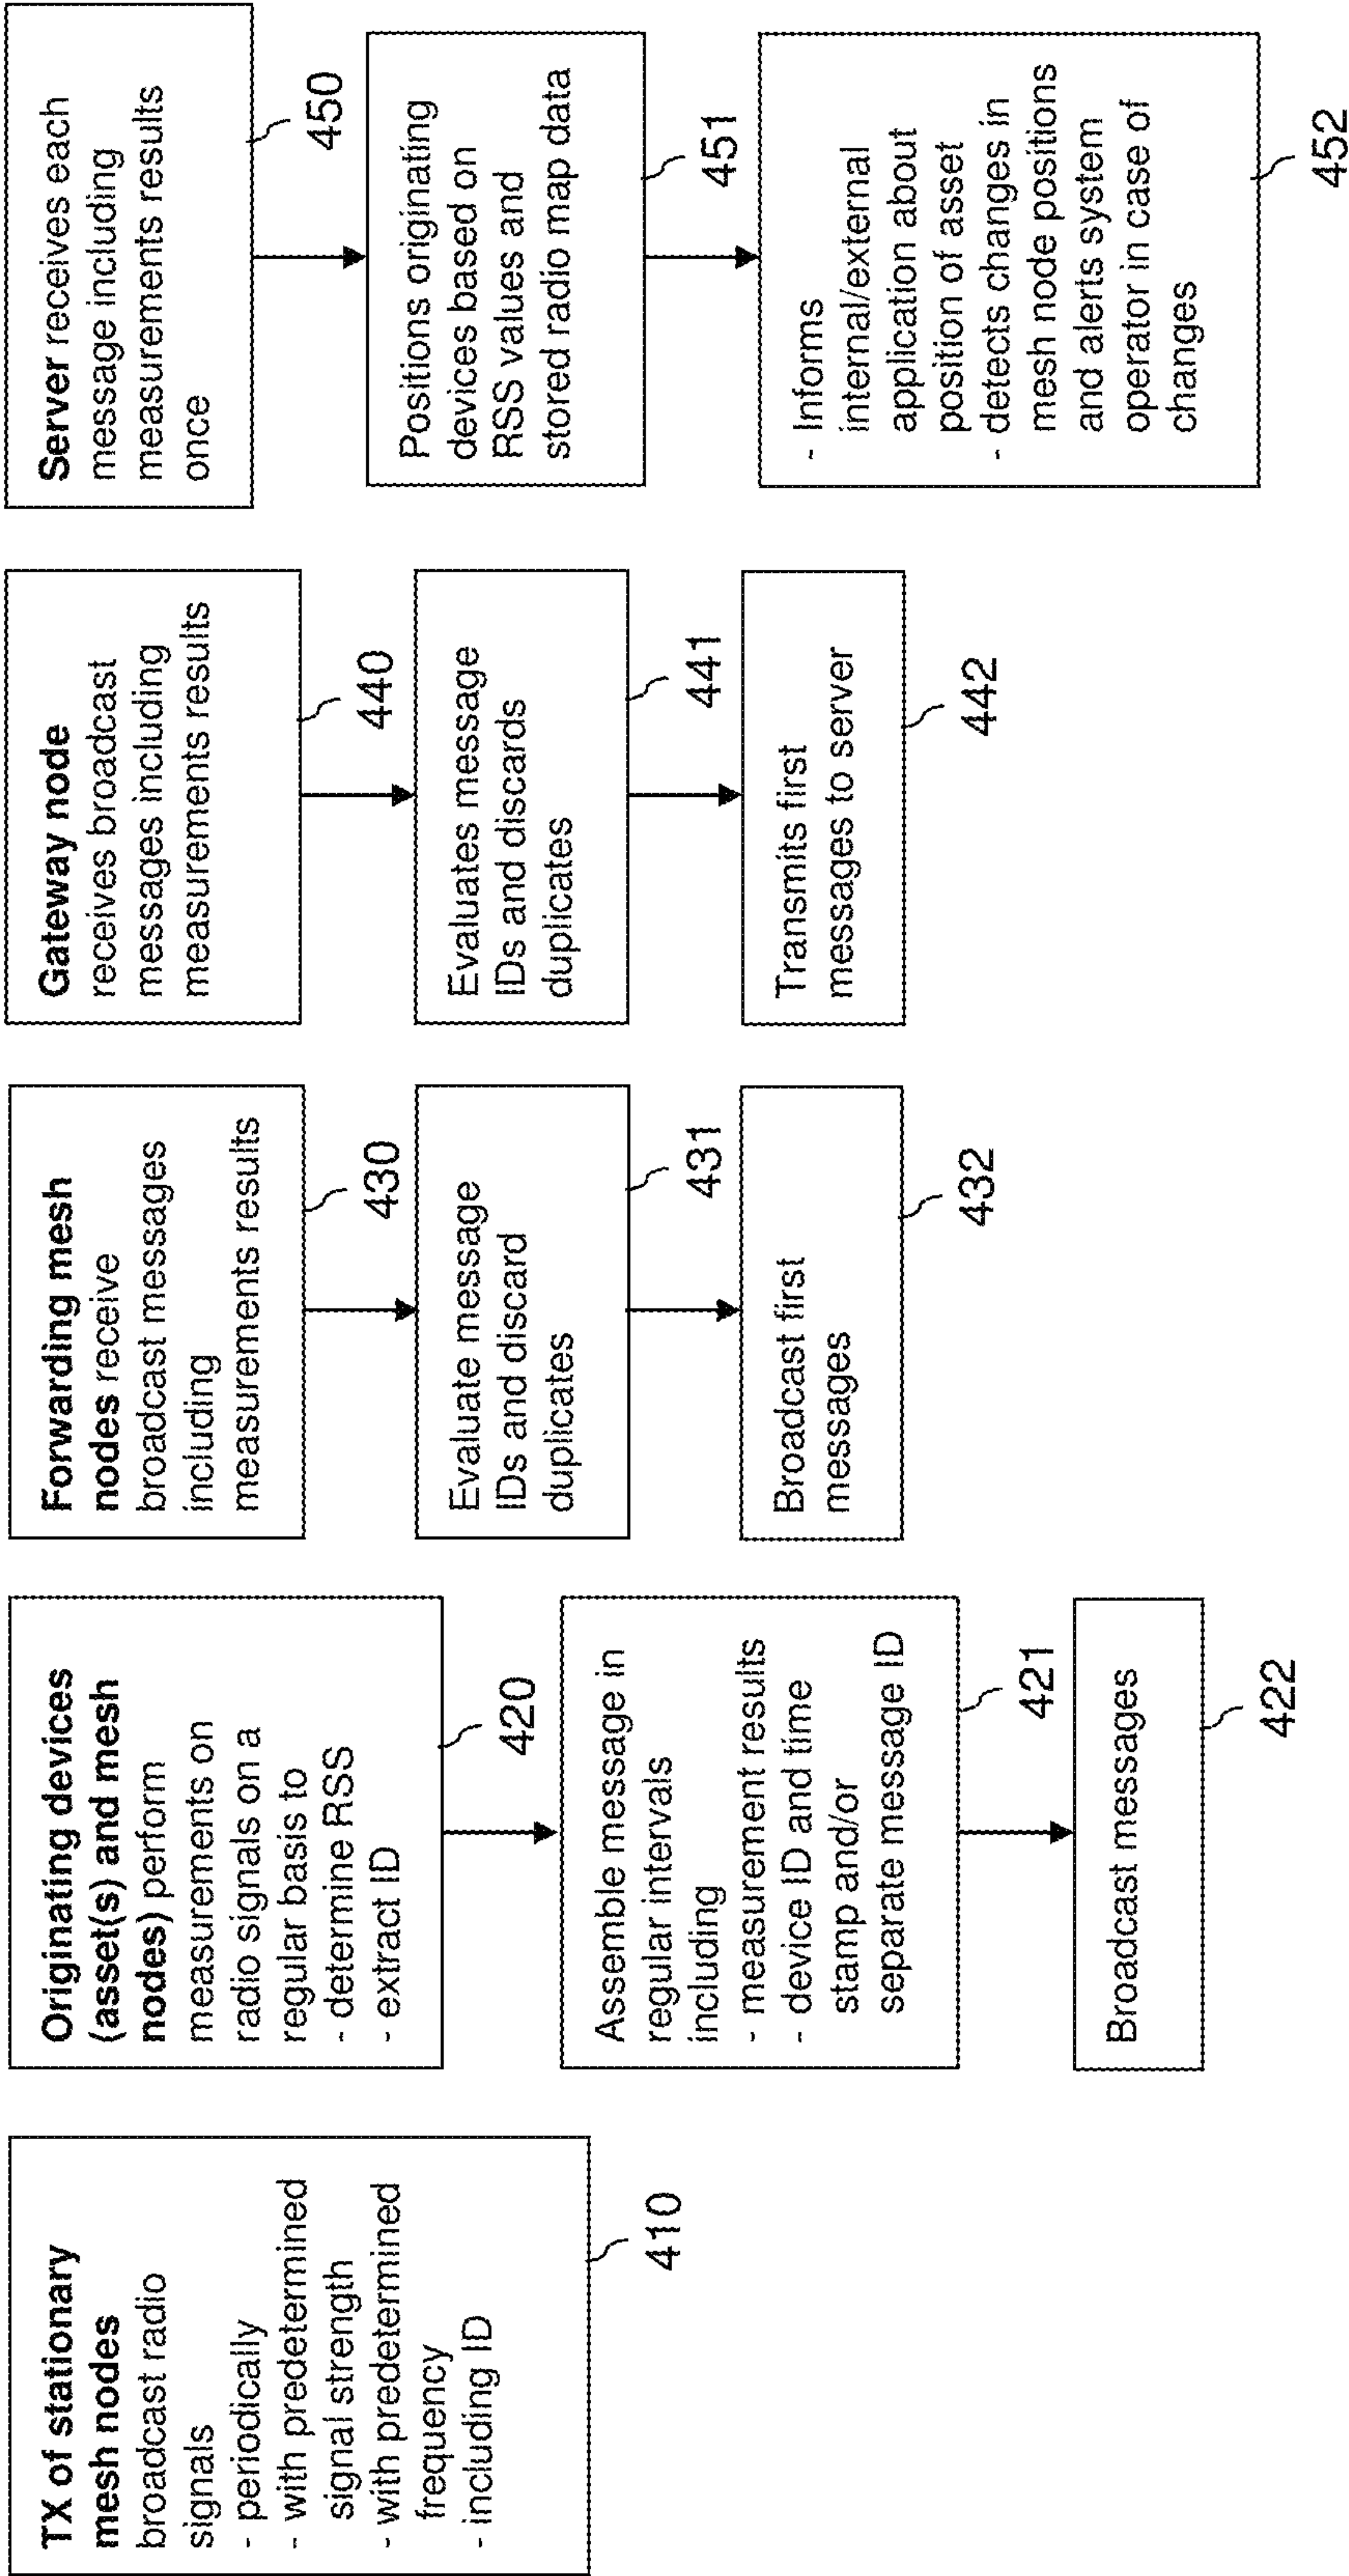 TX of stationary
mesh nodes
broadcast radio
signals
- periodically
- with predetermined
signal strength
- with predetermined
frequency
- including ID
410
Originating devices
(asset(s) and mesh
nodes) perform
measurements on
radio signals on a
regular basis to
- determine RSS
- extract ID
420
Assemble message in
regular intervals
including
- measurement results
- device ID and time
stamp and/or
separate message ID
421
Broadcast messages
422
Forwarding mesh
nodes receive
broadcast messages
including
measurements results
430
Evaluate message
IDs and discard
duplicates
431
Broadcast first
messages
432
Gateway node
receives broadcast
messages including
measurements results
440
Evaluates message
IDs and discards
duplicates
441
Transmits first
messages to server
442
Server receives each
message including
measurements results
once
450
Positions originating
devices based on
RSS values and
stored radio map data
451
- Informs
internal/external
application about
position of asset
- detects changes in
mesh node positions
and alerts system
operator in case of
changes
452